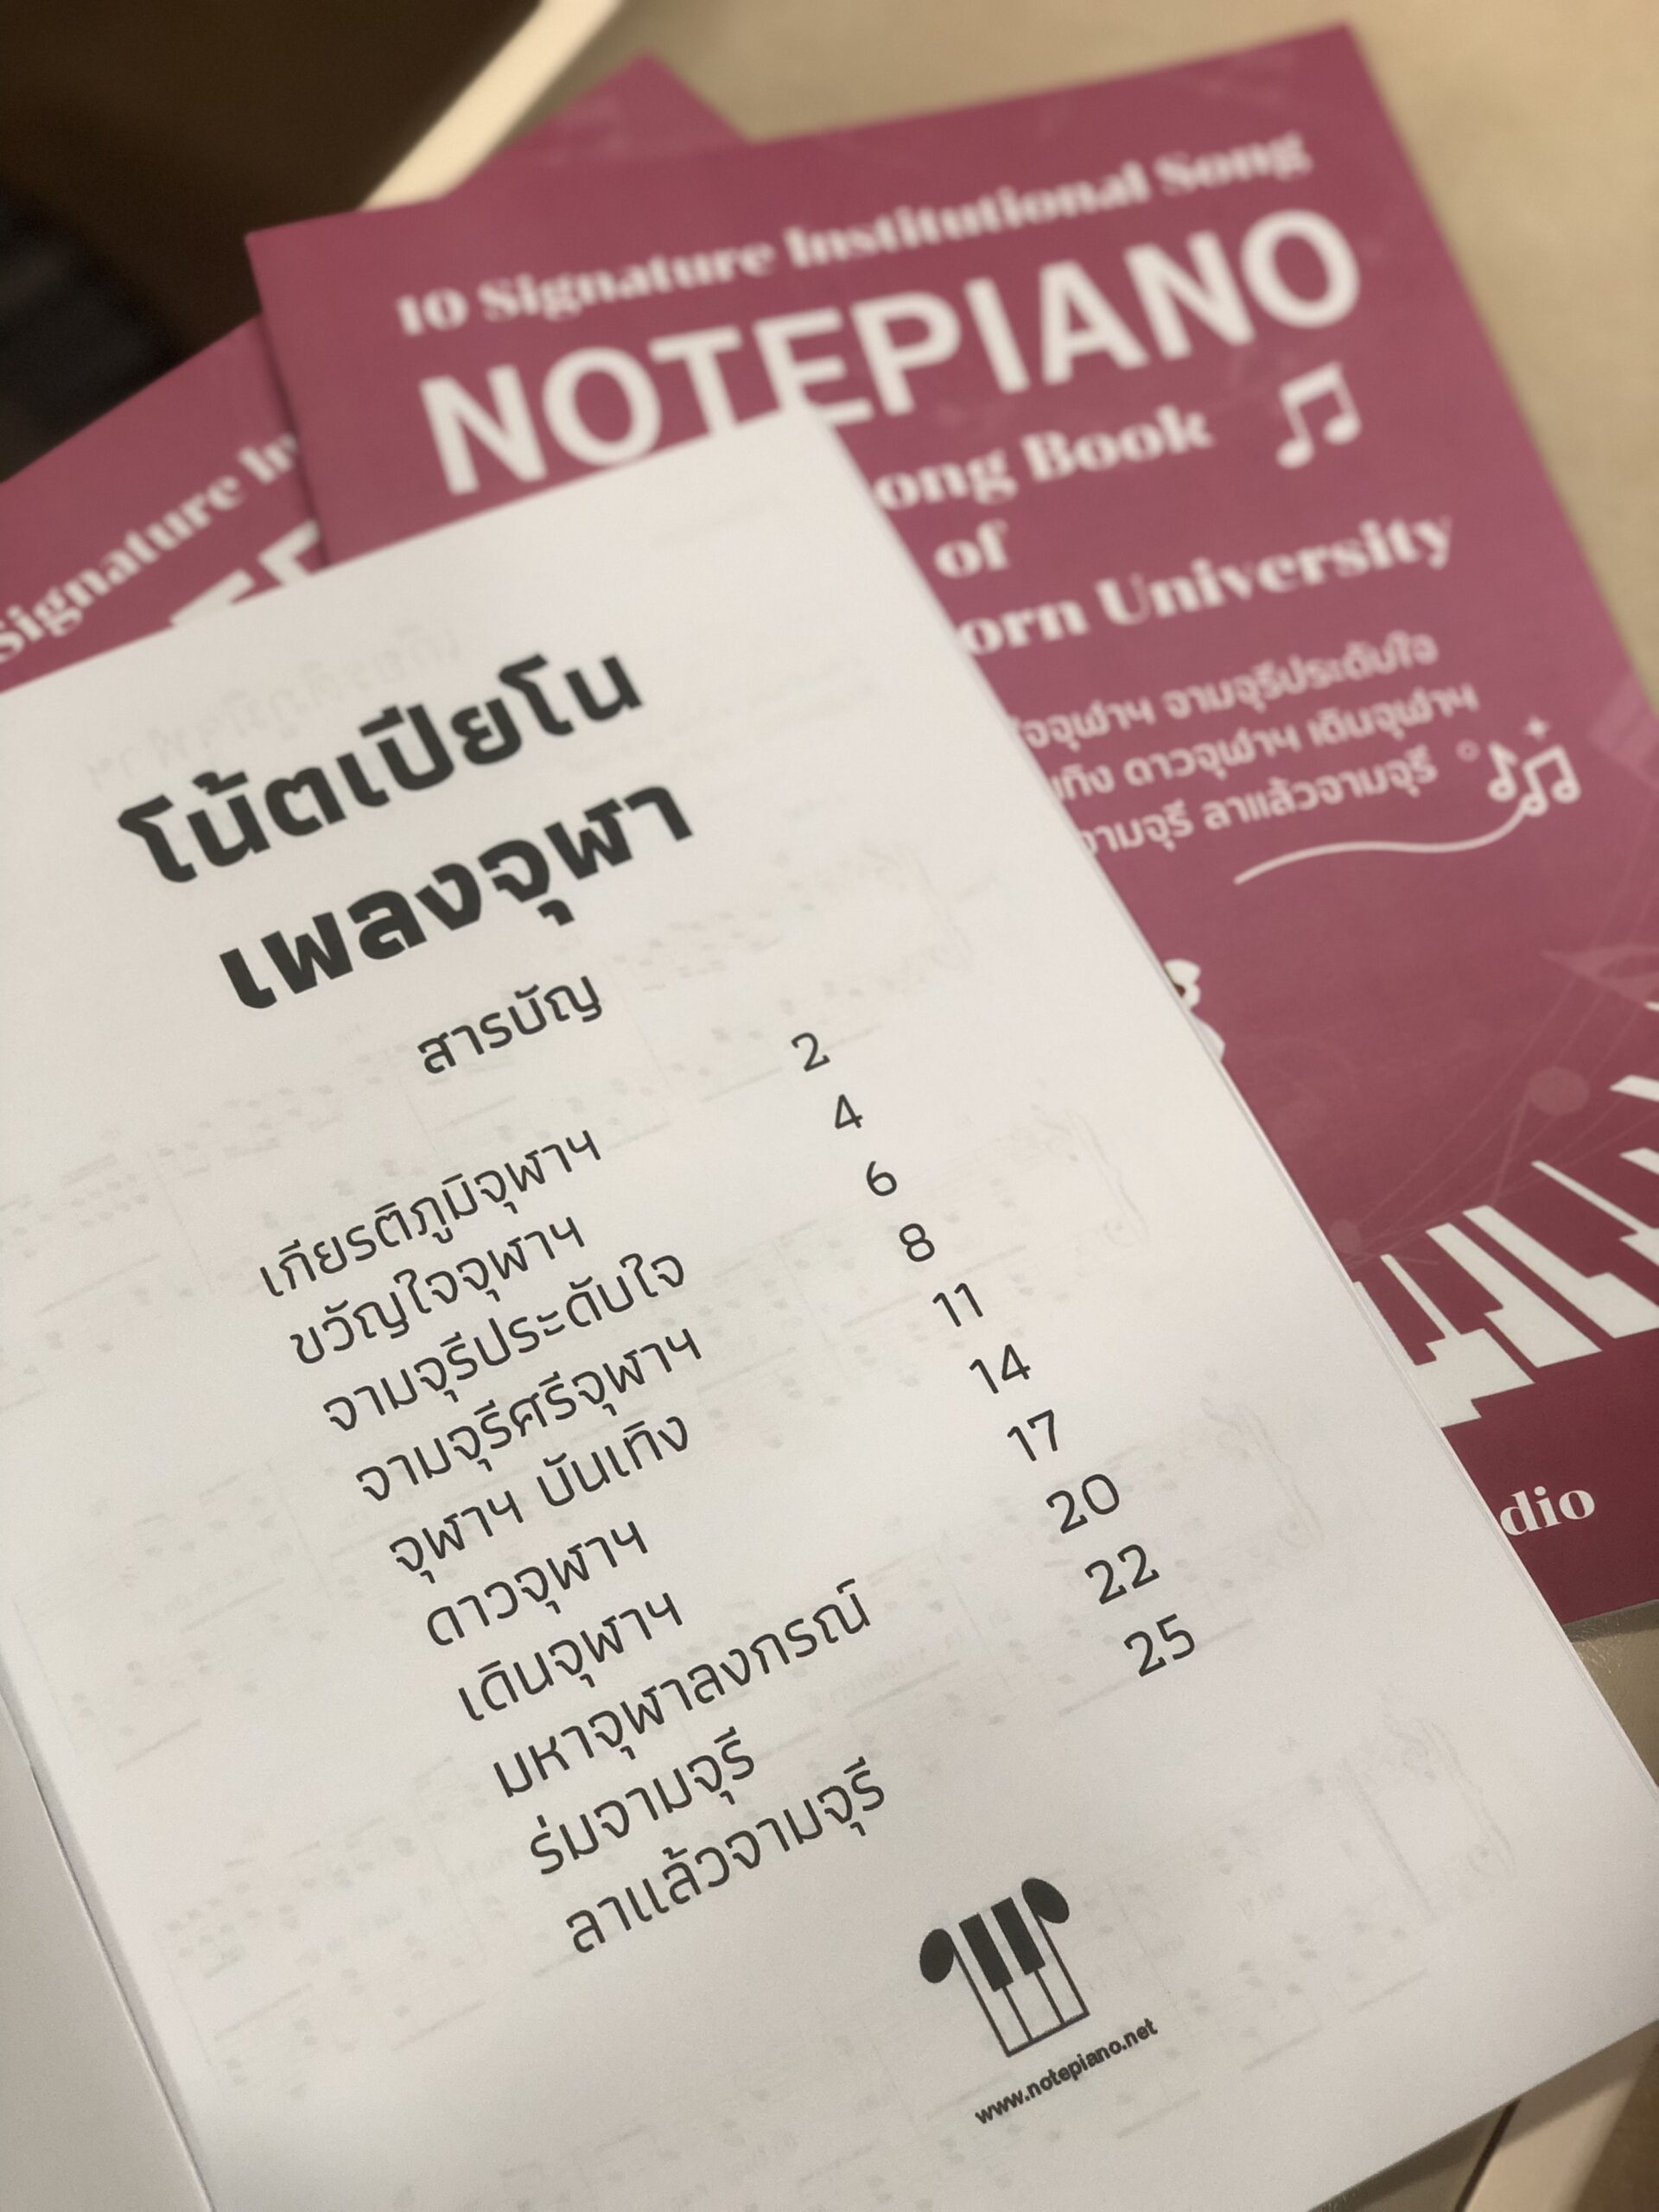 10 Signature Institutional Song
NOTEPIANO
ong Book
of
orn University
จุฬาฯ จามจุรีประดับใจ
ดาวจุฬาฯ เดินจุฬาฯ
จามจุรี ลาแล้วจามจุรี
dio
Signature In
โน้ตเปียโน
เพลงจุฬา
สารบัญ
เกียรติภูมิจุฬาฯ 2
ขวัญใจจุฬาฯ 4
จามจุรีประดับใจ 6
จามจุรีศรีจุฬาฯ 8
จุฬาฯ บันเทิง 11
ดาวจุฬาฯ 14
เดินจุฬาฯ 17
มหาจุฬาลงกรณ์ 20
ร่มจามจุรี 22
ลาแล้วจามจุรี 25
www.notepiano.net